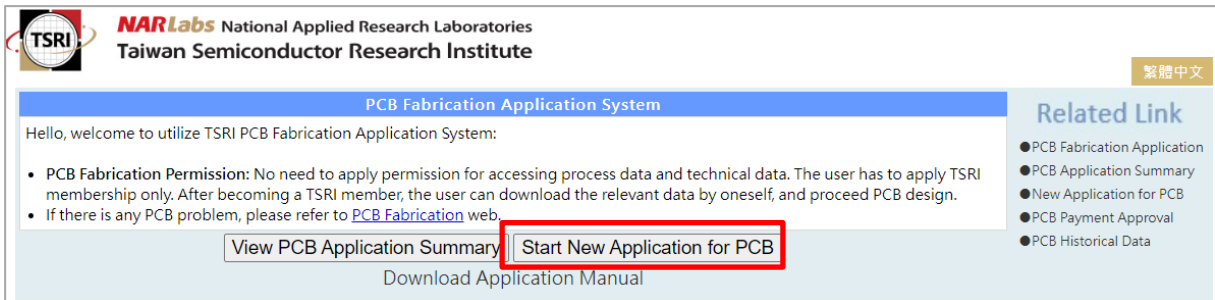 TSRI
NARLabs National Applied Research Laboratories
Taiwan Semiconductor Research Institute
繁體中文
PCB Fabrication Application System
Hello, welcome to utilize TSRI PCB Fabrication Application System:
• PCB Fabrication Permission: No need to apply permission for accessing process data and technical data. The user has to apply TSRI
membership only. After becoming a TSRI member, the user can download the relevant data by oneself, and proceed PCB design.
• If there is any PCB problem, please refer to PCB Fabrication web.
View PCB Application Summary
Start New Application for PCB
Download Application Manual
Related Link
●PCB Fabrication Application
●PCB Application Summary
●New Application for PCB
●PCB Payment Approval
●PCB Historical Data